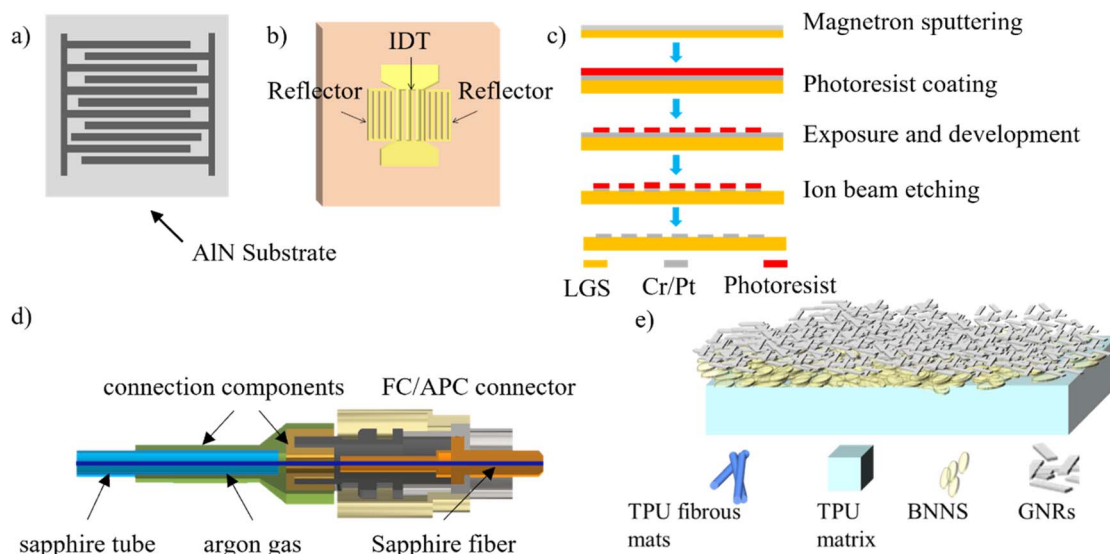 a)
AlN Substrate
b)
IDT
Reflector
Reflector
c)
Magnetron sputtering
Photoresist coating
Exposure and development
Ion beam etching
LGS
Cr/Pt
Photoresist
d)
connection components
FC/APC connector
sapphire tube
argon gas
Sapphire fiber
e)
TPU fibrous
mats
TPU
matrix
BNNS
GNRs